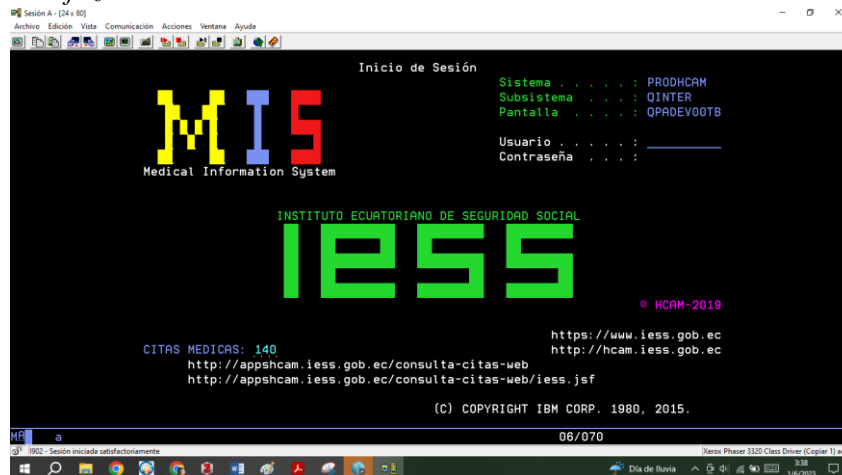 Sesión A - [24 x 80]
Archivo Edición Vista Comunicación Acciones Ventana Ayuda
Inicio de Sesión
Sistema . . . . . : PRODHCAM
Subsistema . . . : QINTER
Pantalla . . . . : QPADEV00TB
MIS
Usuario . . . . . :
Contraseña . . . :
Medical Information System
INSTITUTO ECUATORIANO DE SEGURIDAD SOCIAL
IESS
© HCAM-2019
https://www.iess.gob.ec
CITAS MEDICAS: 140
http://hcam.iess.gob.ec
http://appshcam.iess.gob.ec/consulta-citas-web
http://appshcam.iess.gob.ec/consulta-citas-web/iess.jsf
(C) COPYRIGHT IBM CORP. 1980, 2015.
MA a 06/070
I902 - Sesión iniciada satisfactoriamente
Xerox Phaser 3320 Class Driver (Copiar 1)
Día de lluvia
3:38
1/6/2023